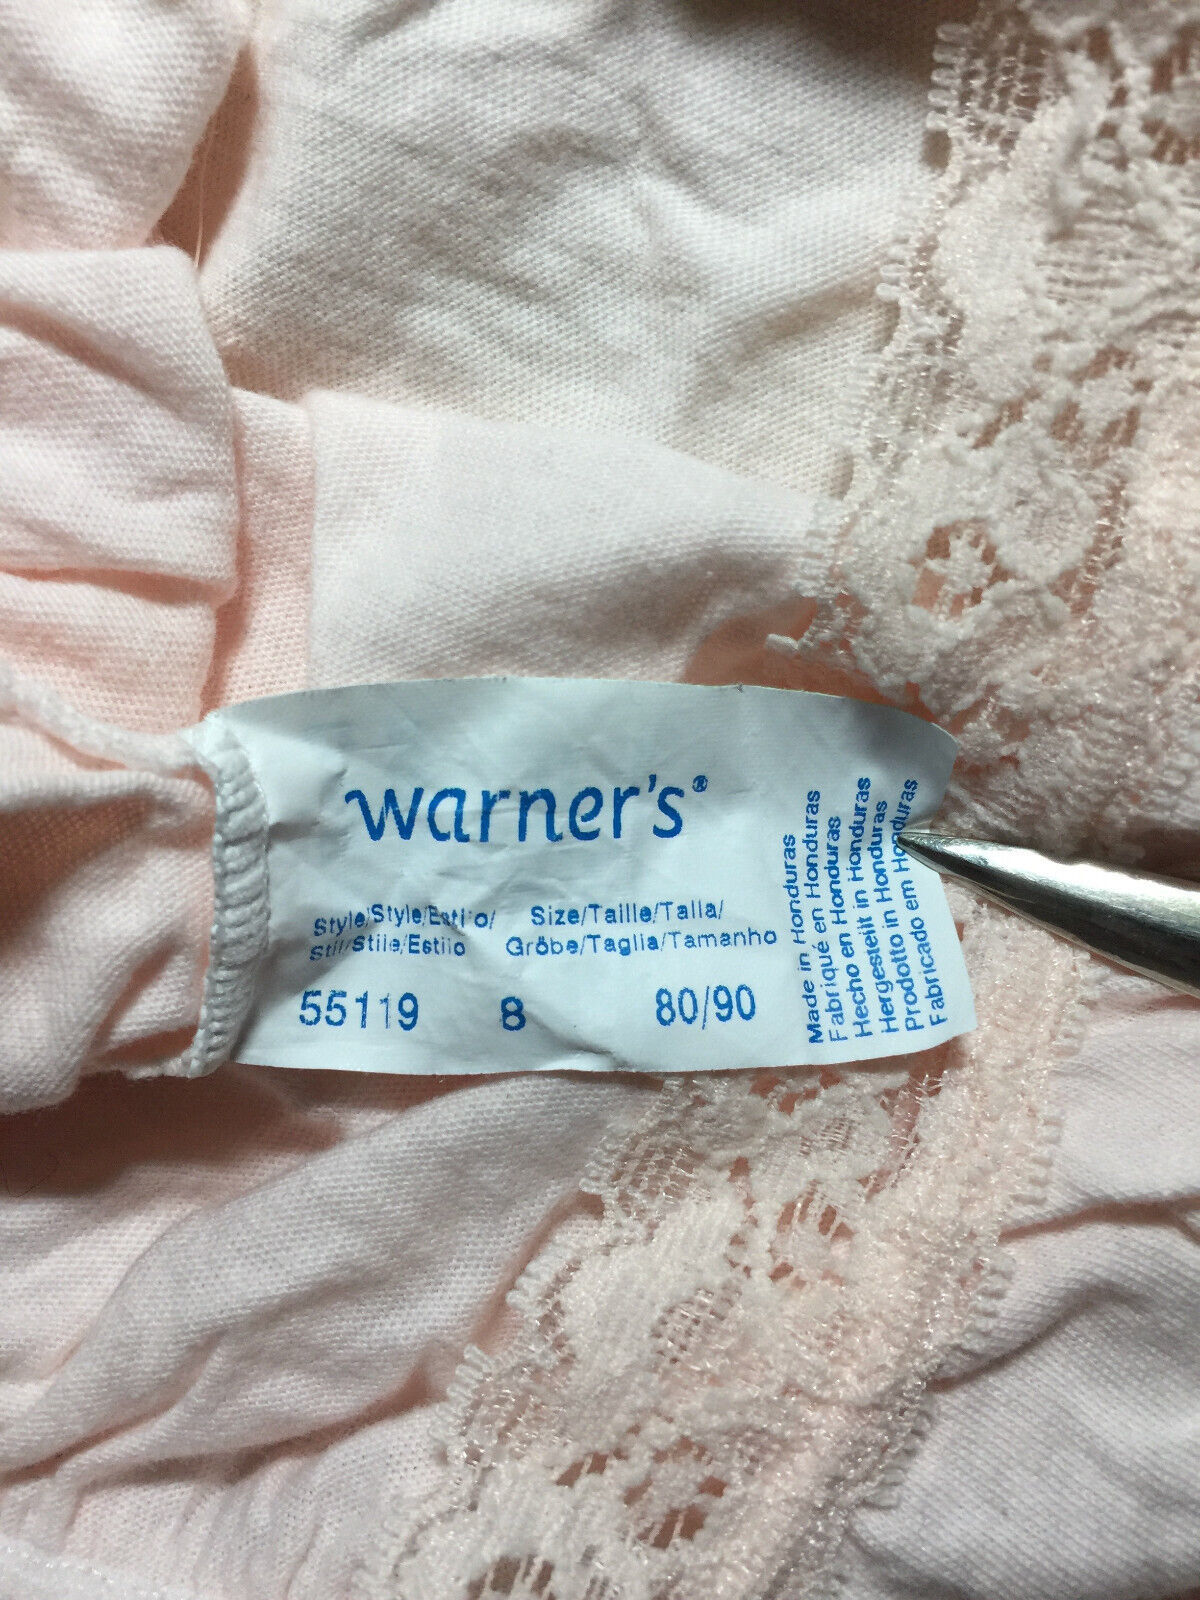 warner's®
Style/Style/Estilo/
Stil/Stile/Estilo
Size/Taille/Talla/
Gröbe/Taglia/Tamanho
55119 8 80/90
Made in Honduras
Fabriqué en Honduras
Hecho en Honduras
Hergestellt in Honduras
Prodotto in Honduras
Fabricado em Honduras